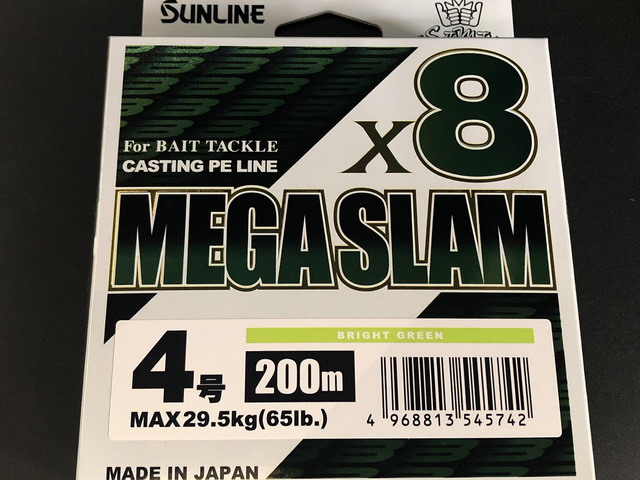 SUNLINE
x8
For BAIT TACKLE
CASTING PE LINE
MEGASLAM
BRIGHT GREEN
4号 200m
MAX29.5kg(65lb.)
4 968813 545742
MADE IN JAPAN